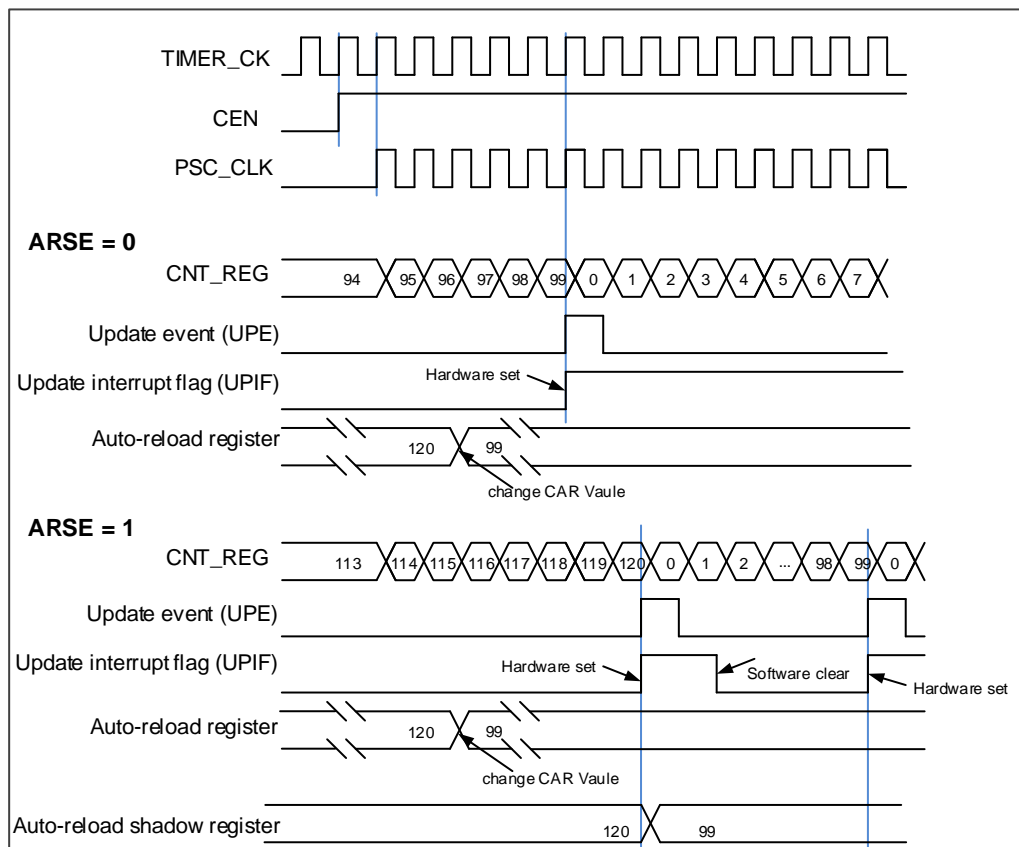 TIMER_CK
CEN
PSC_CLK
ARSE = 0
CNT_REG 94 95 96 97 98 99 0 1 2 3 4 5 6 7
Update event (UPE)
Hardware set
Update interrupt flag (UPIF)
Auto-reload register 120 99
change CAR Vaule
ARSE = 1
CNT_REG 113 114 115 116 117 118 119 120 0 1 2 ... 98 99 0
Update event (UPE)
Update interrupt flag (UPIF) Hardware set Software clear
Hardware set
Auto-reload register 120 99
change CAR Vaule
Auto-reload shadow register 120 99